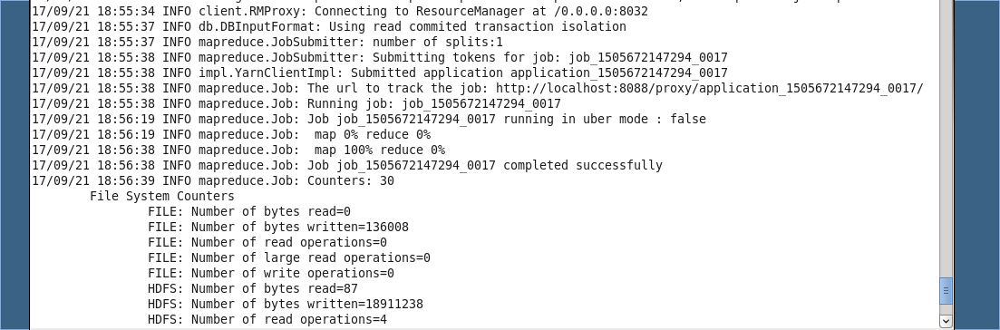 17/09/21 18:55:34 INFO client.RMProxy: Connecting to ResourceManager at /0.0.0.0:8032
17/09/21 18:55:37 INFO db.DBInputFormat: Using read commited transaction isolation
17/09/21 18:55:37 INFO mapreduce.JobSubmitter: number of splits:1
17/09/21 18:55:38 INFO mapreduce.JobSubmitter: Submitting tokens for job: job_1505672147294_0017
17/09/21 18:55:38 INFO impl.YarnClientImpl: Submitted application application_1505672147294_0017
17/09/21 18:55:38 INFO mapreduce.Job: The url to track the job: http://localhost:8088/proxy/application_1505672147294_0017/
17/09/21 18:55:38 INFO mapreduce.Job: Running job: job_1505672147294_0017
17/09/21 18:56:19 INFO mapreduce.Job: Job job_1505672147294_0017 running in uber mode : false
17/09/21 18:56:19 INFO mapreduce.Job:  map 0% reduce 0%
17/09/21 18:56:38 INFO mapreduce.Job:  map 100% reduce 0%
17/09/21 18:56:38 INFO mapreduce.Job: Job job_1505672147294_0017 completed successfully
17/09/21 18:56:39 INFO mapreduce.Job: Counters: 30
File System Counters
FILE: Number of bytes read=0
FILE: Number of bytes written=136008
FILE: Number of read operations=0
FILE: Number of large read operations=0
FILE: Number of write operations=0
HDFS: Number of bytes read=87
HDFS: Number of bytes written=18911238
HDFS: Number of read operations=4